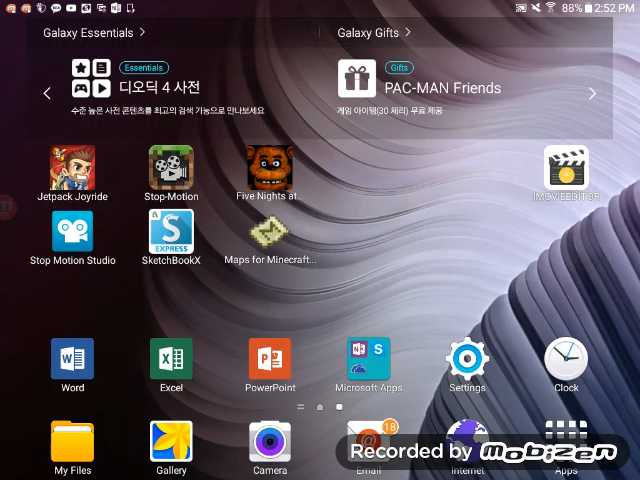 88% 2:52 PM
Galaxy Essentials
Galaxy Gifts
Essentials
디오딕 4 사전
수준 높은 사전 콘텐츠를 최고의 검색 기능으로 만나보세요
Gifts
PAC-MAN Friends
게임 아이템(30 체리) 무료 제공
Jetpack Joyride
Stop-Motion
Five Nights at...
IMOVEEDITOR
Stop Motion Studio
SketchBookX
EXPRESS
Maps for Minecraft...
Word
Excel
PowerPoint
Microsoft Apps
Settings
Clock
18
My Files
Gallery
Camera
Email
Internet
Apps
Recorded by Mobizen